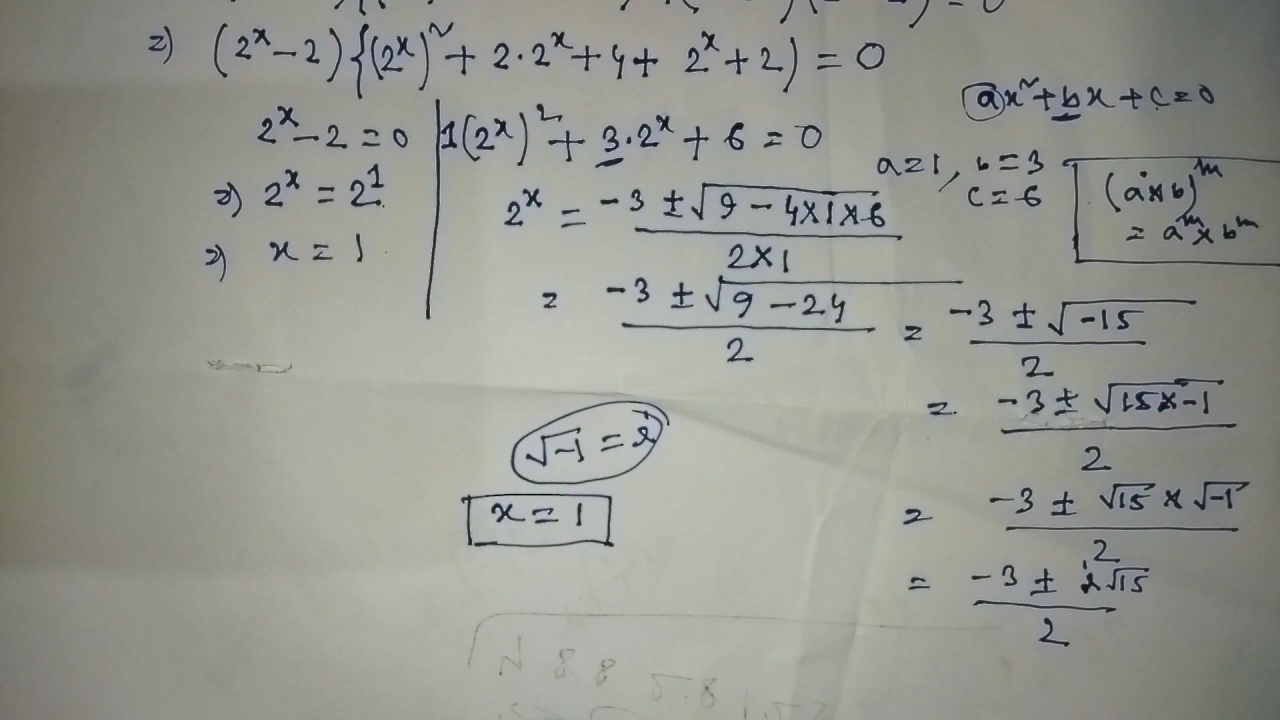 ⇒) (2^x − 2){(2^x)^2 + 2·2^x + 4 + 2^x + 2) = 0
ax^2 + bx + c = 0
2^x − 2 = 0 | 1(2^x)^2 + 3·2^x + 6 = 0
a=1, b=3
c=6
(a×b)^m
= a^m × b^m
⇒) 2^x = 2^1
⇒) x = 1
2^x = (−3 ± √(9 − 4×1×6)) / (2×1)
= (−3 ± √(9 − 24)) / 2 = (−3 ± √(−15)) / 2
= (−3 ± √(15×−1)) / 2
√−1 = i
x = 1
= (−3 ± √15 × √−1) / 2
= (−3 ± i√15) / 2